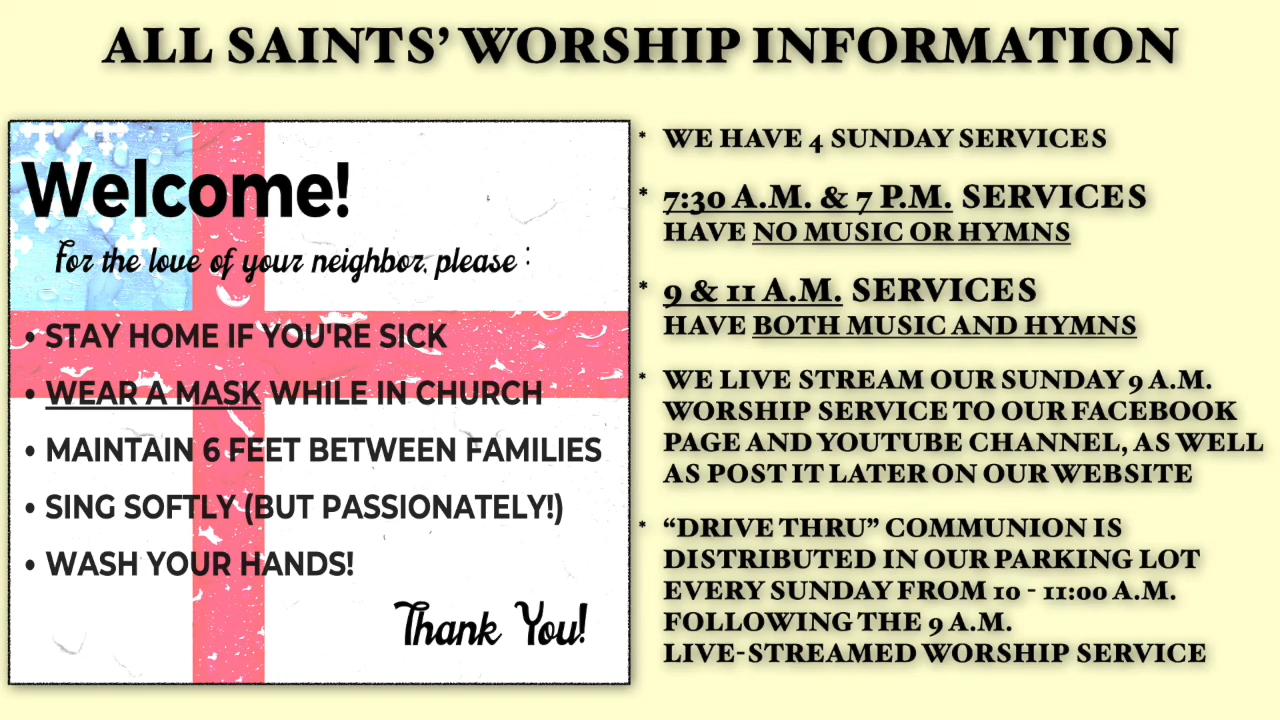 ALL SAINTS' WORSHIP INFORMATION
Welcome!
For the love of your neighbor, please :
• STAY HOME IF YOU'RE SICK
• WEAR A MASK WHILE IN CHURCH
• MAINTAIN 6 FEET BETWEEN FAMILIES
• SING SOFTLY (BUT PASSIONATELY!)
• WASH YOUR HANDS!
Thank You!
* WE HAVE 4 SUNDAY SERVICES
* 7:30 A.M. & 7 P.M. SERVICES
HAVE NO MUSIC OR HYMNS
* 9 & 11 A.M. SERVICES
HAVE BOTH MUSIC AND HYMNS
* WE LIVE STREAM OUR SUNDAY 9 A.M.
WORSHIP SERVICE TO OUR FACEBOOK
PAGE AND YOUTUBE CHANNEL, AS WELL
AS POST IT LATER ON OUR WEBSITE
* “DRIVE THRU” COMMUNION IS
DISTRIBUTED IN OUR PARKING LOT
EVERY SUNDAY FROM 10 - 11:00 A.M.
FOLLOWING THE 9 A.M.
LIVE-STREAMED WORSHIP SERVICE